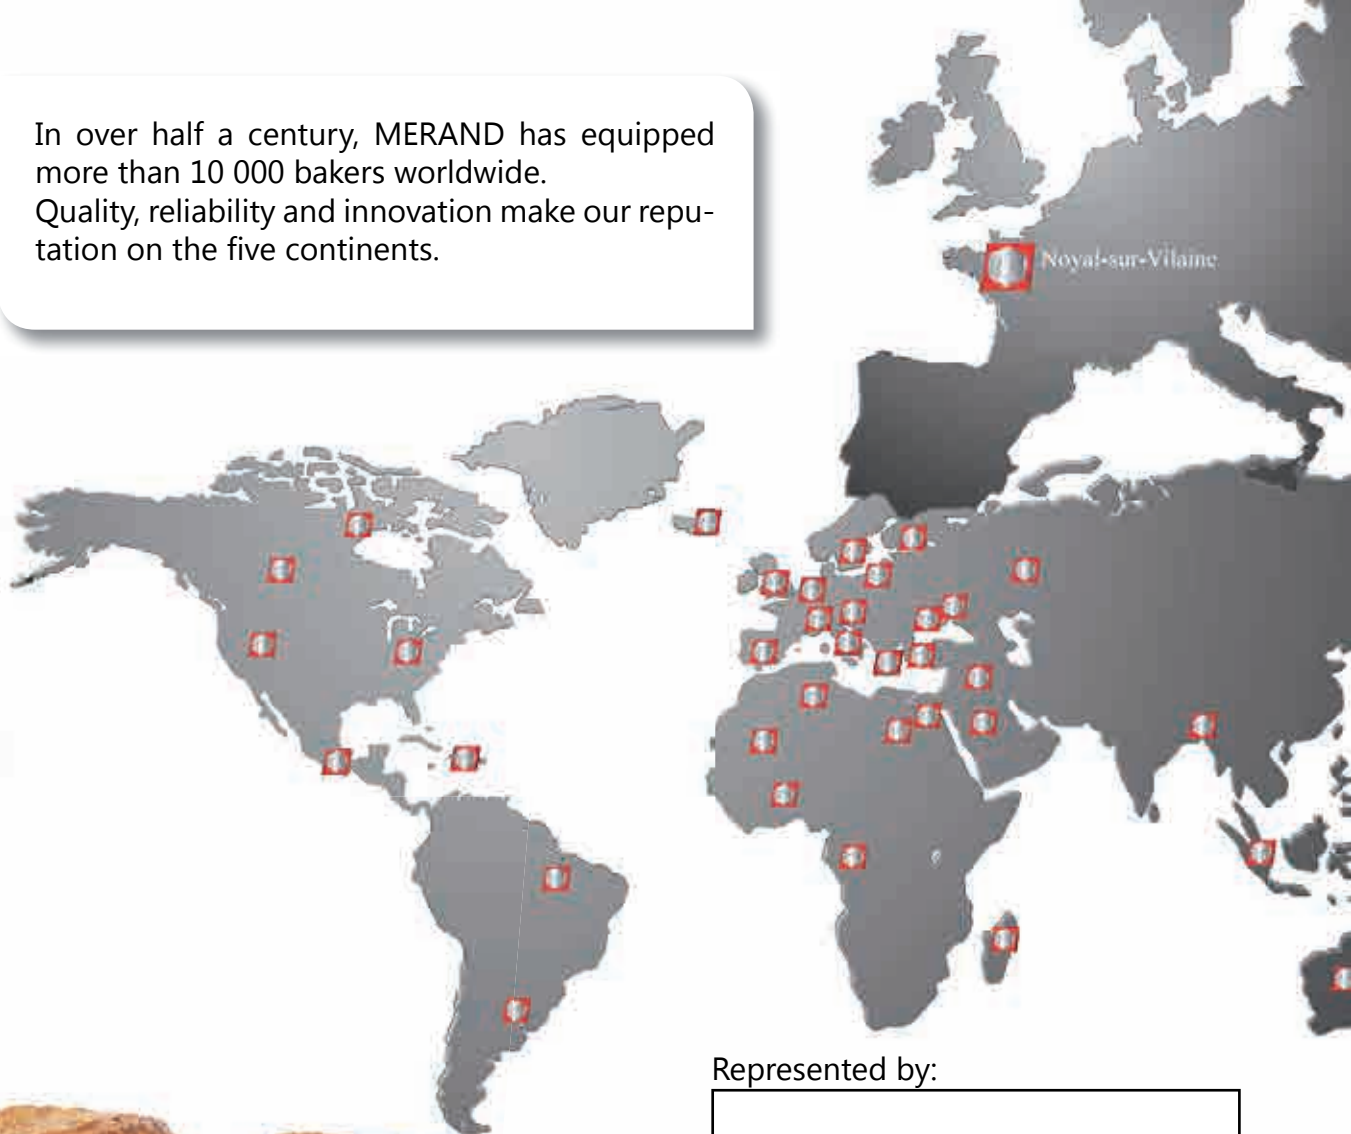 In over half a century, MERAND has equipped
more than 10 000 bakers worldwide.
Quality, reliability and innovation make our repu-
tation on the five continents.
Noyal-sur-Vilaine
Represented by: